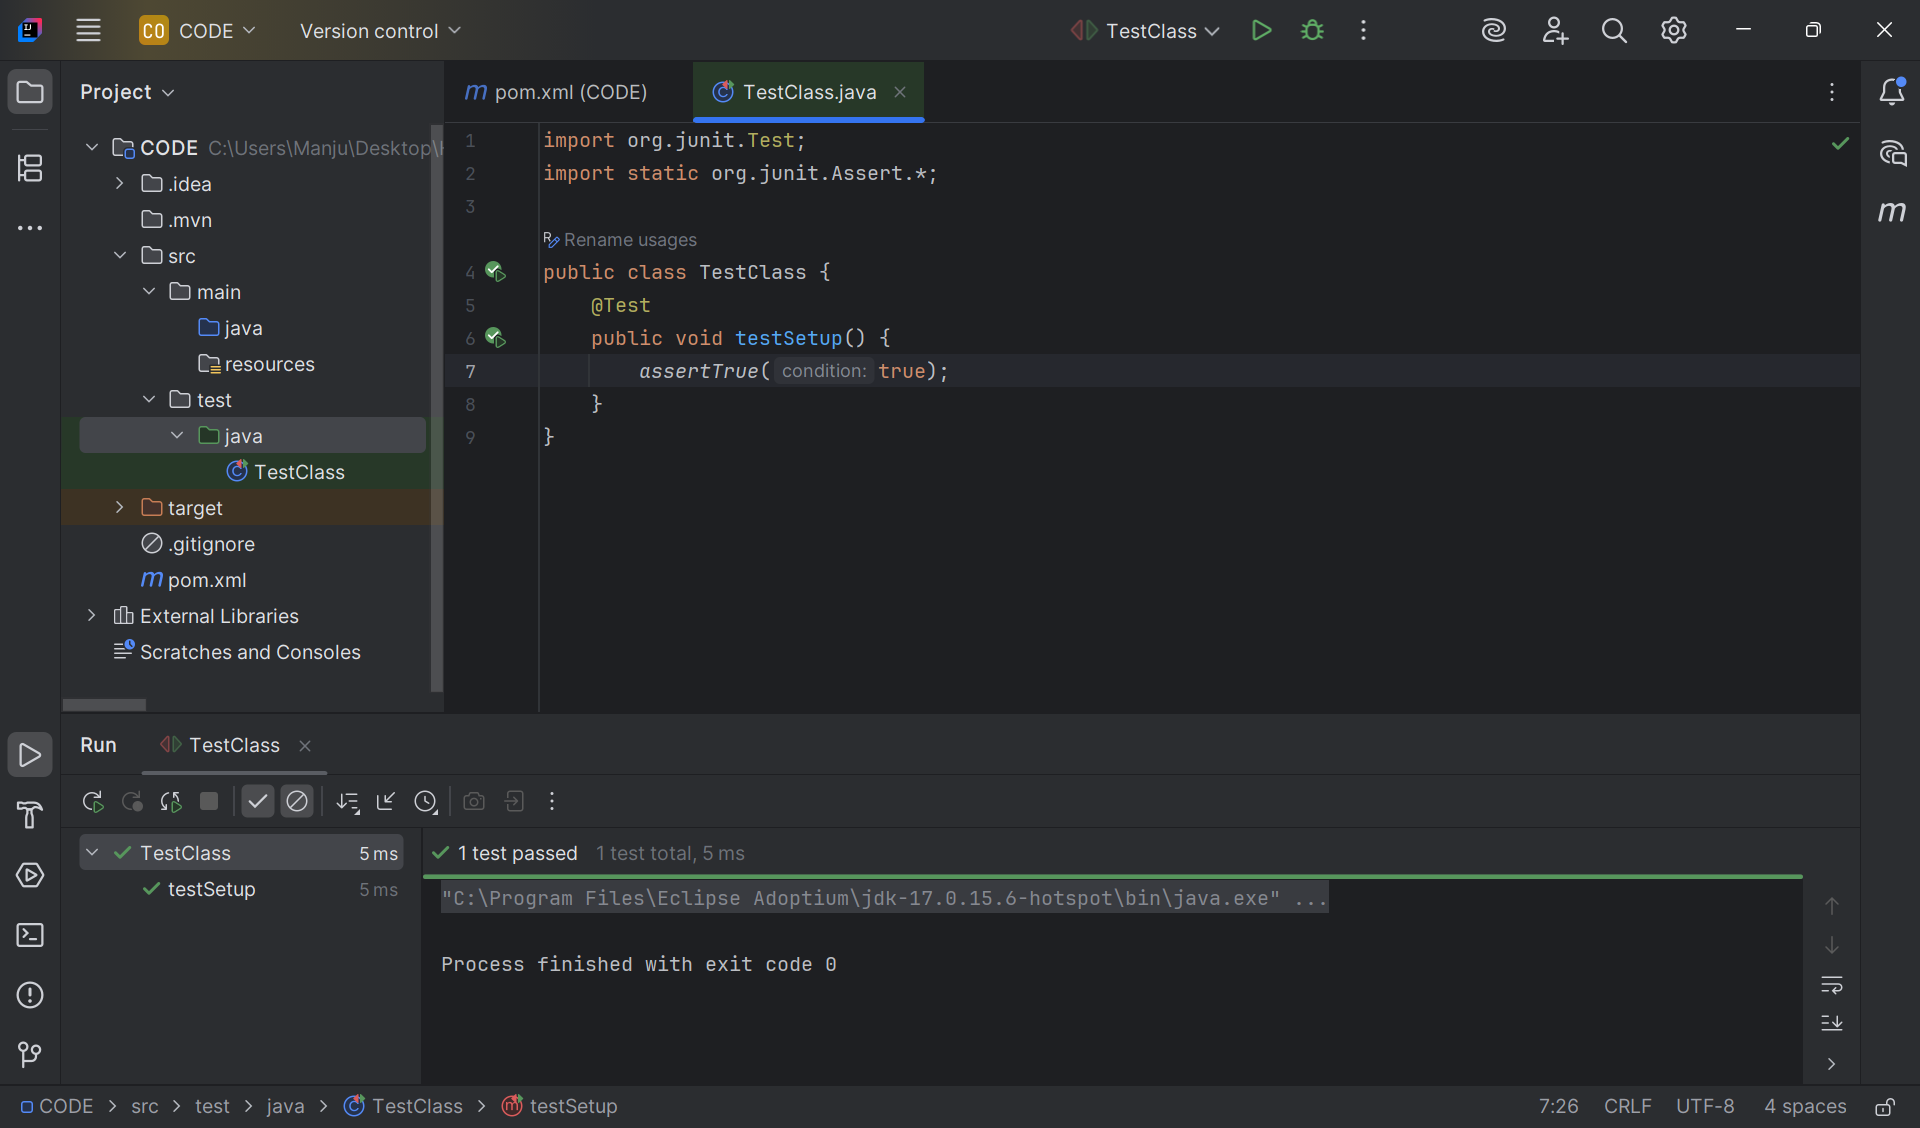 CO CODE Version control TestClass
Project
pom.xml (CODE) TestClass.java
CODE C:\Users\Manju\Desktop\
.idea
.mvn
src
main
java
resources
test
java
TestClass
target
.gitignore
pom.xml
External Libraries
Scratches and Consoles
1 import org.junit.Test;
2 import static org.junit.Assert.*;
3
Rename usages
4 public class TestClass {
5 @Test
6 public void testSetup() {
7 assertTrue( condition: true);
8 }
9 }
Run TestClass
TestClass 5 ms
testSetup 5 ms
1 test passed 1 test total, 5 ms
"C:\Program Files\Eclipse Adoptium\jdk-17.0.15.6-hotspot\bin\java.exe" ...
Process finished with exit code 0
CODE > src > test > java > TestClass > testSetup
7:26 CRLF UTF-8 4 spaces